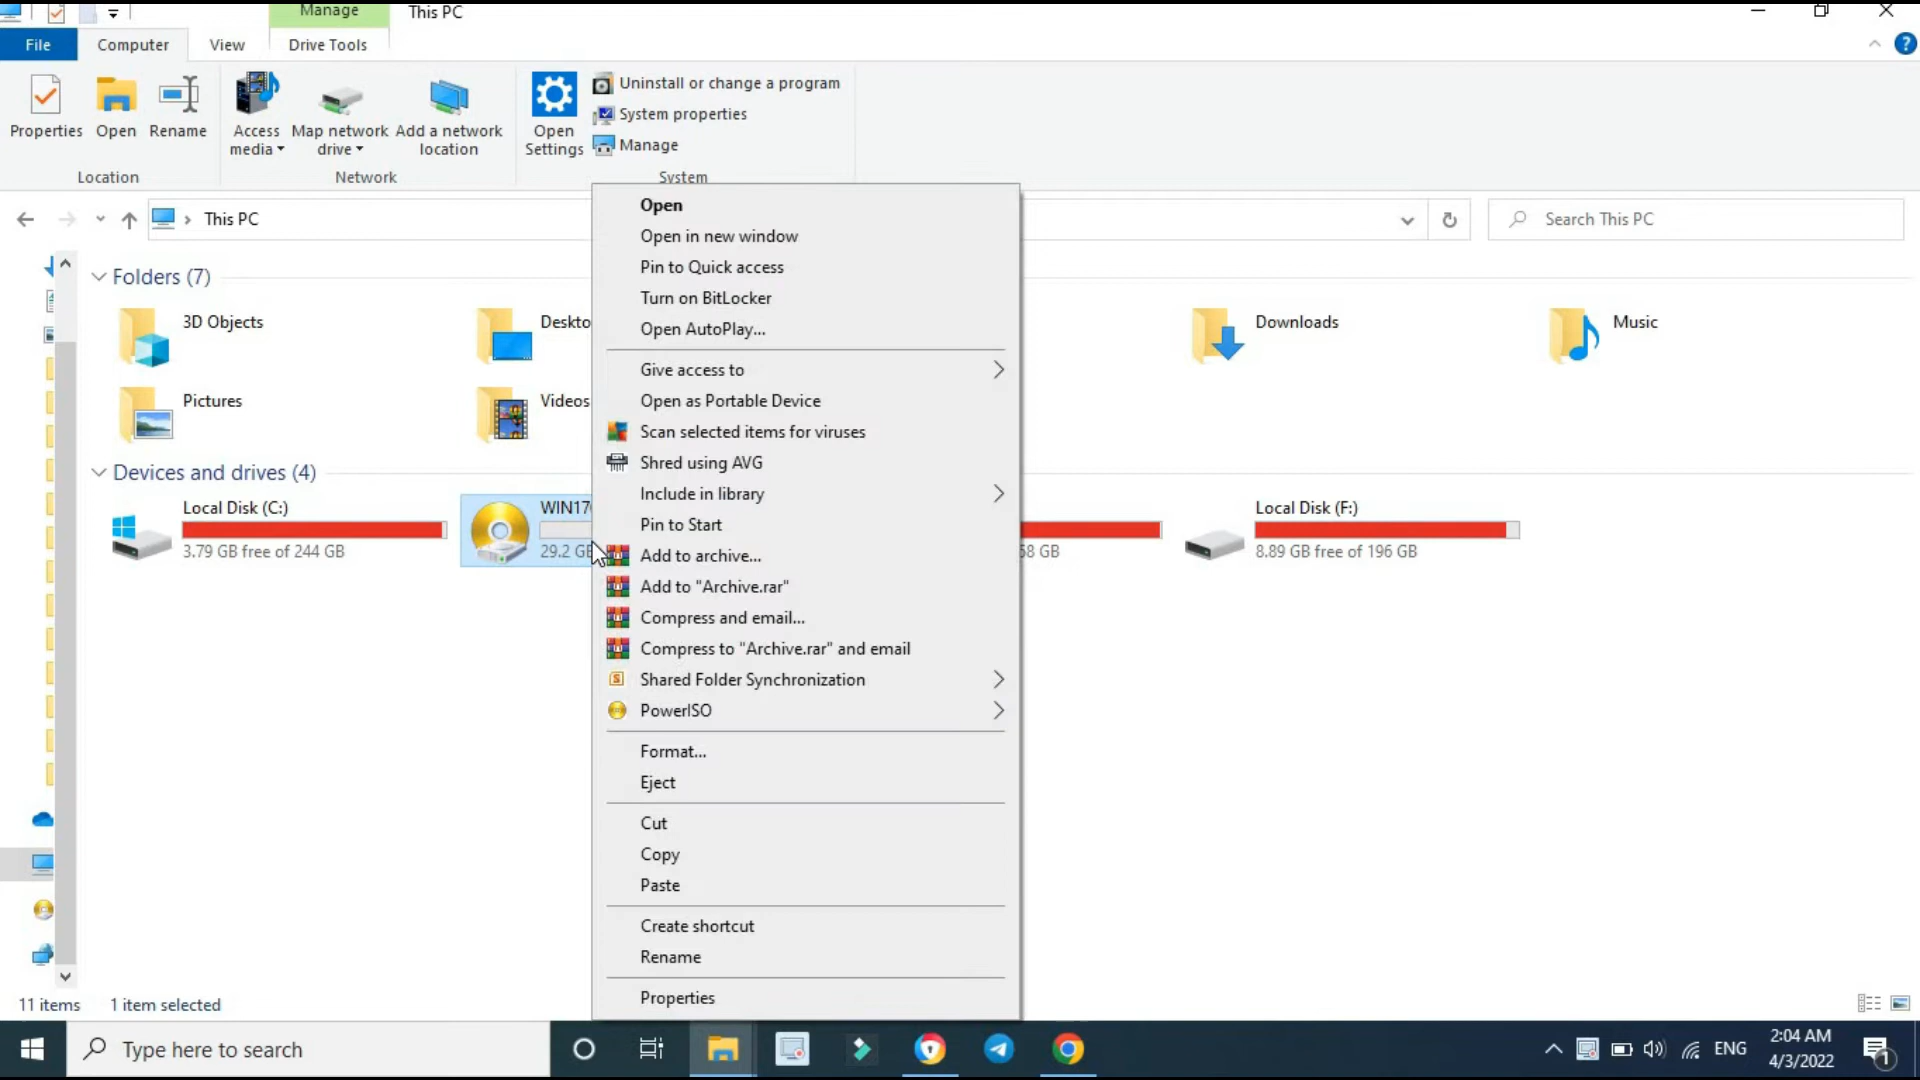 Manage
This PC
File
Computer
View
Drive Tools
Properties
Open
Rename
Access media
Map network drive
Add a network location
Open Settings
Uninstall or change a program
System properties
Manage
Location
Network
System
This PC
Search This PC
Folders (7)
3D Objects
Deskto
Downloads
Music
Pictures
Videos
Devices and drives (4)
Local Disk (C:)
3.79 GB free of 244 GB
WIN17
29.2 GB
58 GB
Local Disk (F:)
8.89 GB free of 196 GB
Open
Open in new window
Pin to Quick access
Turn on BitLocker
Open AutoPlay...
Give access to
Open as Portable Device
Scan selected items for viruses
Shred using AVG
Include in library
Pin to Start
Add to archive...
Add to "Archive.rar"
Compress and email...
Compress to "Archive.rar" and email
Shared Folder Synchronization
PowerISO
Format...
Eject
Cut
Copy
Paste
Create shortcut
Rename
Properties
11 items
1 item selected
Type here to search
ENG
2:04 AM
4/3/2022
1